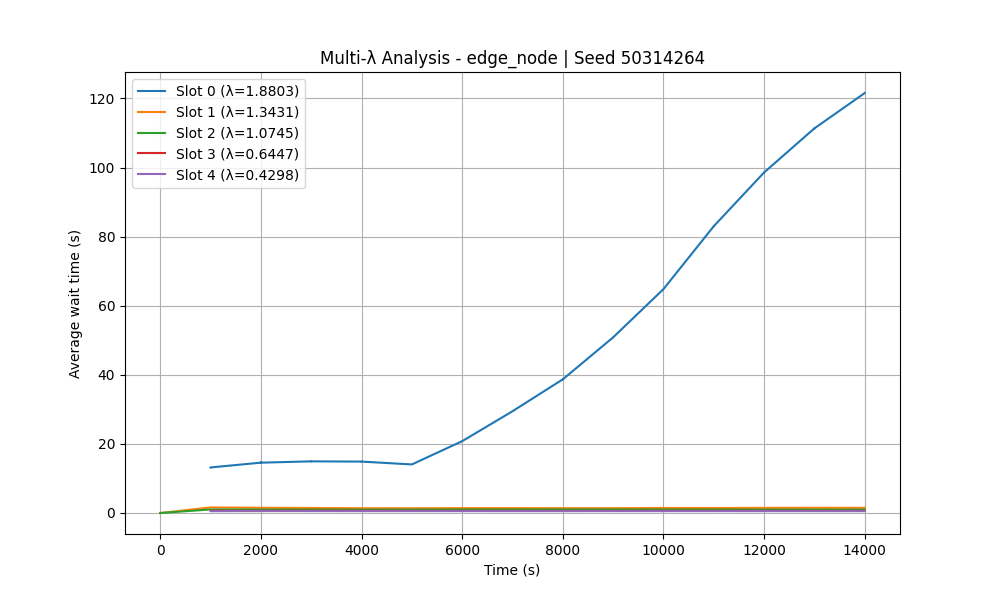 Multi-λ Analysis - edge_node | Seed 50314264
Slot 0 (λ=1.8803)
Slot 1 (λ=1.3431)
Slot 2 (λ=1.0745)
Slot 3 (λ=0.6447)
Slot 4 (λ=0.4298)
Average wait time (s)
120
100
80
60
40
20
0
0 2000 4000 6000 8000 10000 12000 14000
Time (s)